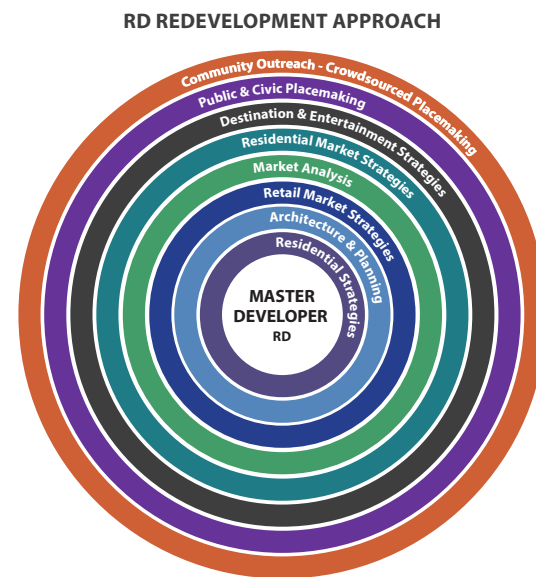 RD REDEVELOPMENT APPROACH
Community Outreach - Crowdsourced Placemaking
Public & Civic Placemaking
Destination & Entertainment Strategies
Residential Market Strategies
Market Analysis
Retail Market Strategies
Architecture & Planning
Residential Strategies
MASTER
DEVELOPER
RD